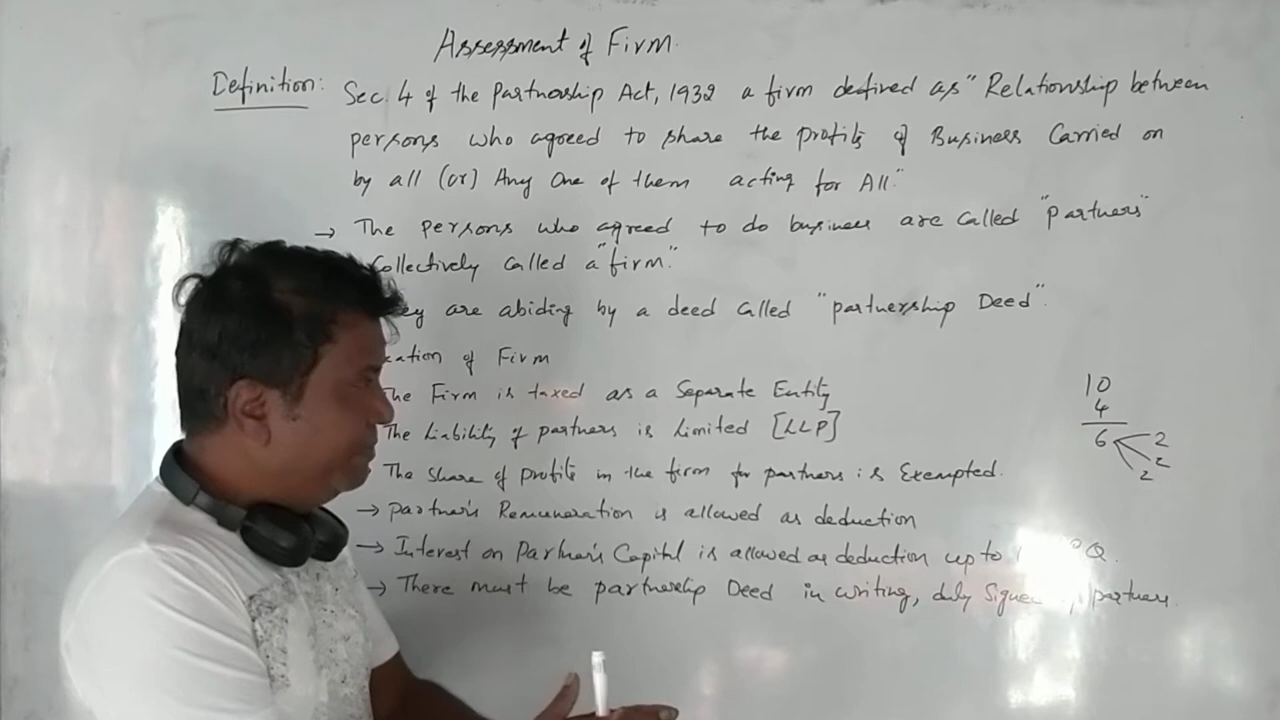 Assessment of Firm.
Definition: Sec 4 of the Partnership Act, 1932 a firm defined as "Relationship between
persons who agreed to share the profits of Business Carried on
by all (or) Any One of them acting for All."
→ The persons who agreed to do business are called "partners"
Collectively called a "firm."
ey are abiding by a deed called "partnership Deed".
ation of Firm
The Firm is taxed as a Separate Entity
The Liability of partners is Limited [LLP]
The Share of profits in the firm for partners is Exempted.
→ partner's Remuneration is allowed as deduction
→ Interest on Partner's Capital is allowed as deduction up to
→ There must be partnership Deed in writing, duly Signe partners.
10
4
6
2
2
2